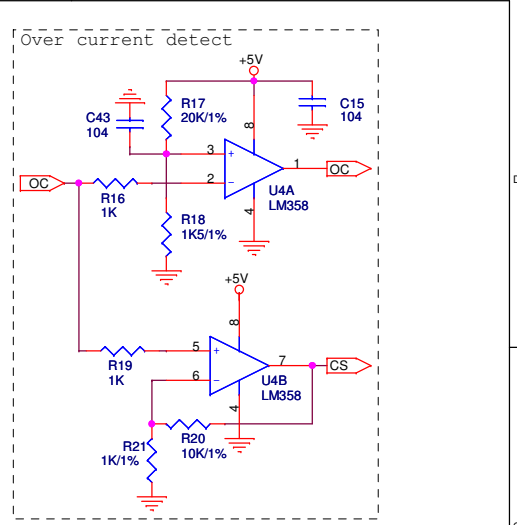 Over current detect
+5V
C43
104
R17
20K/1%
C15
104
8
3
+
1
OC
OC
2
-
R16
1K
U4A
LM358
4
R18
1K5/1%
+5V
8
5
+
7
CS
R19
1K
6
-
U4B
LM358
4
R21
1K/1%
R20
10K/1%